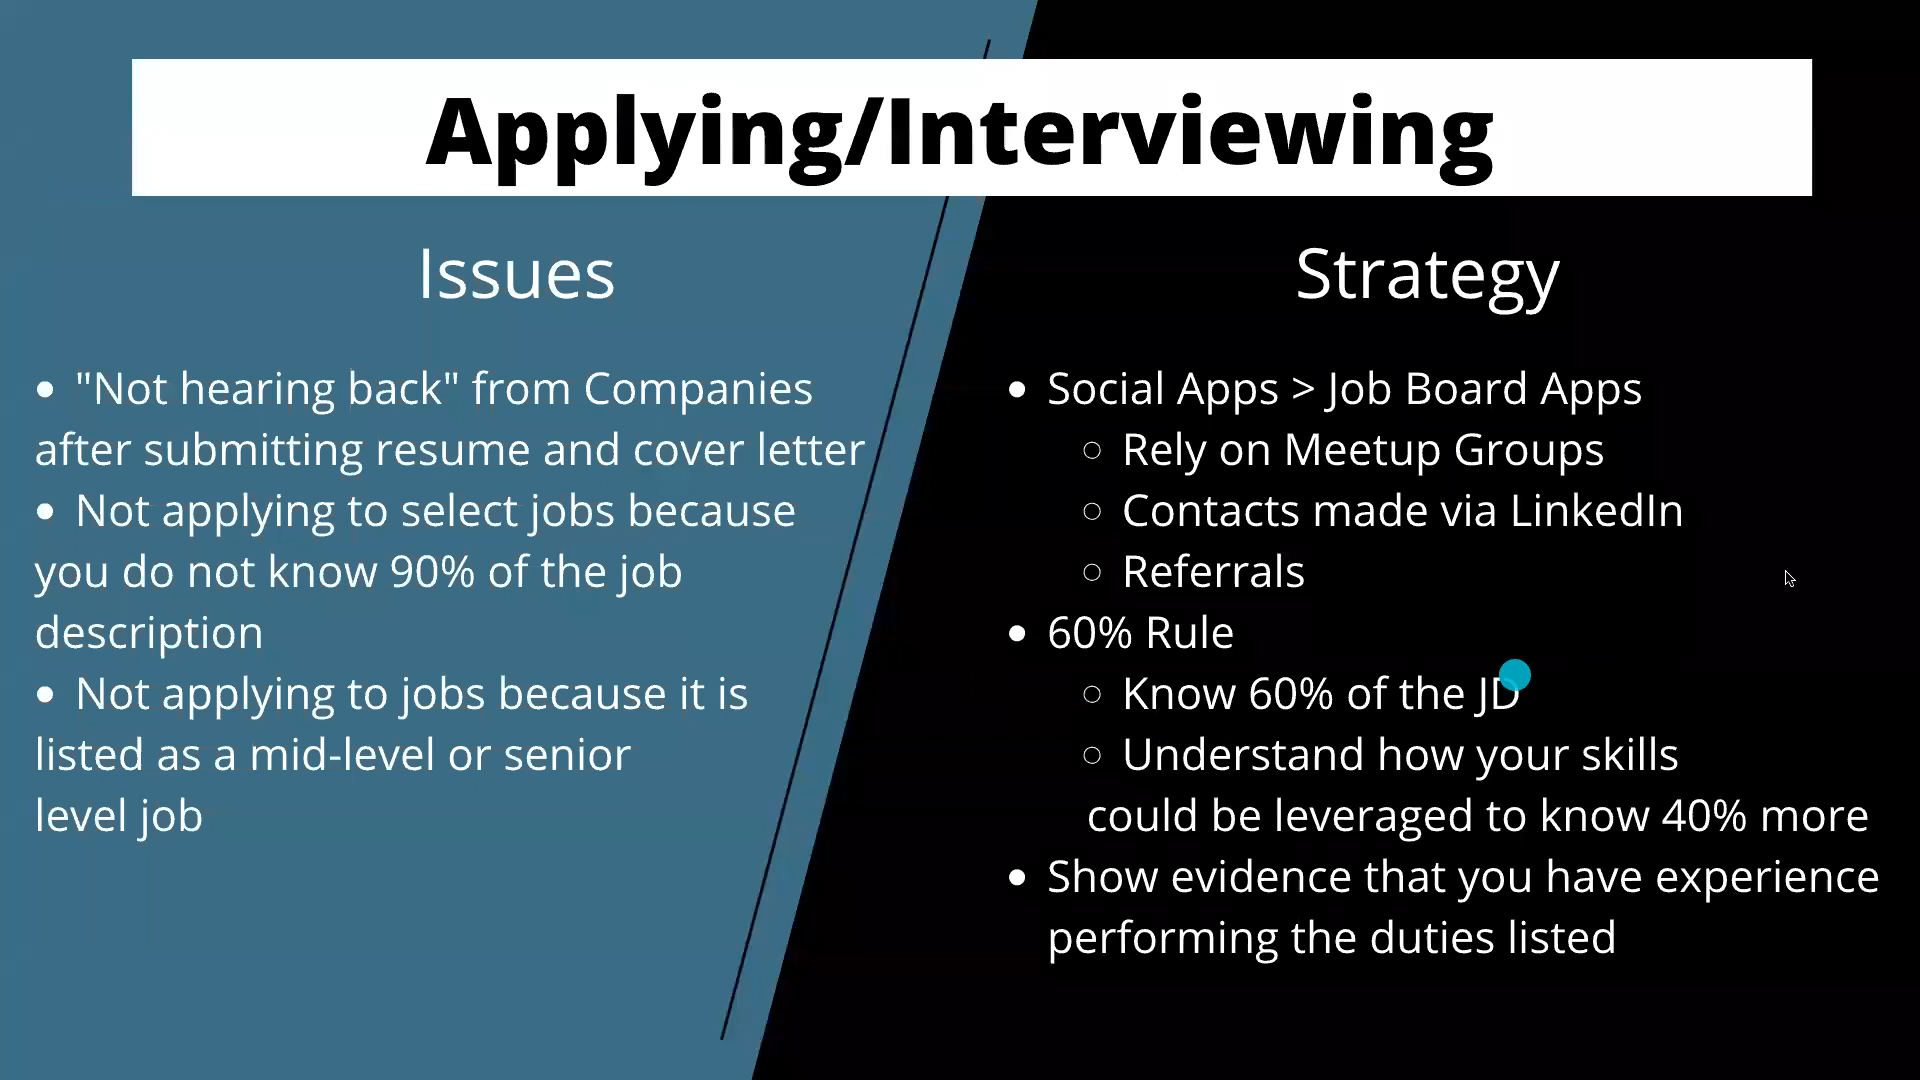 Applying/Interviewing
Issues
• "Not hearing back" from Companies
after submitting resume and cover letter
• Not applying to select jobs because
you do not know 90% of the job
description
• Not applying to jobs because it is
listed as a mid-level or senior
level job
Strategy
• Social Apps > Job Board Apps
○ Rely on Meetup Groups
○ Contacts made via LinkedIn
○ Referrals
• 60% Rule
○ Know 60% of the JD
○ Understand how your skills
could be leveraged to know 40% more
• Show evidence that you have experience
performing the duties listed